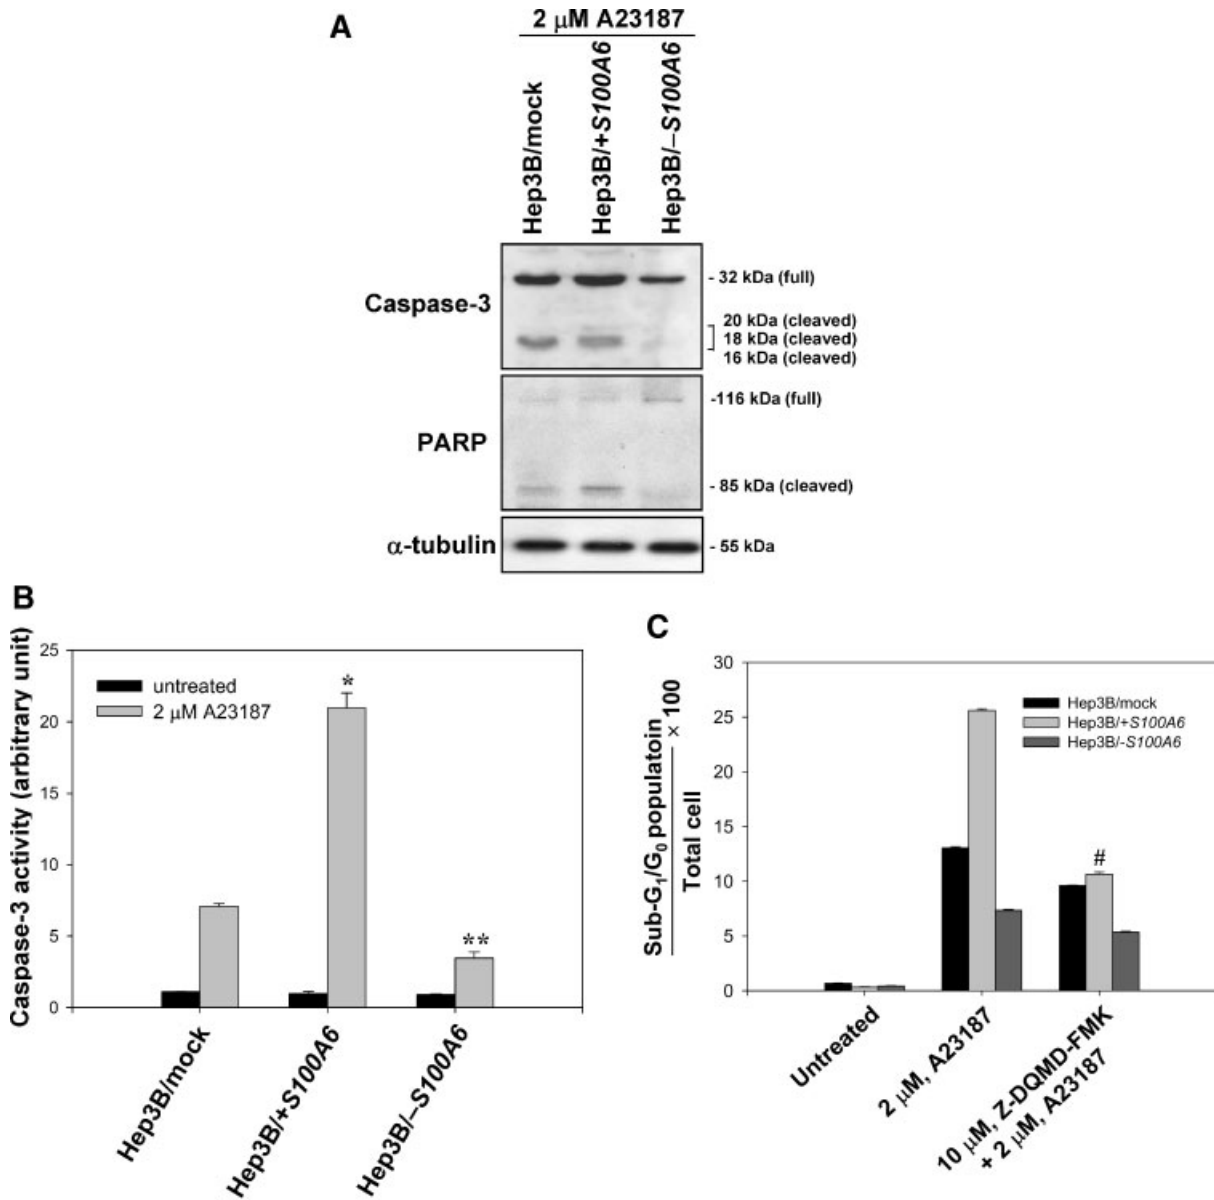 A
2 μM A23187
Hep3B/mock
Hep3B/+S100A6
Hep3B/–S100A6
Caspase-3
- 32 kDa (full)
20 kDa (cleaved)
18 kDa (cleaved)
16 kDa (cleaved)
PARP
-116 kDa (full)
- 85 kDa (cleaved)
α-tubulin
- 55 kDa
B
Caspase-3 activity (arbitrary unit)
25
20
15
10
5
0
untreated
2 μM A23187
*
**
Hep3B/mock
Hep3B/+S100A6
Hep3B/–S100A6
C
Sub-G1/G0 populatoin
Total cell
× 100
30
25
20
15
10
5
0
Hep3B/mock
Hep3B/+S100A6
Hep3B/-S100A6
#
Untreated
2 μM, A23187
10 μM, Z-DQMD-FMK
+ 2 μM, A23187